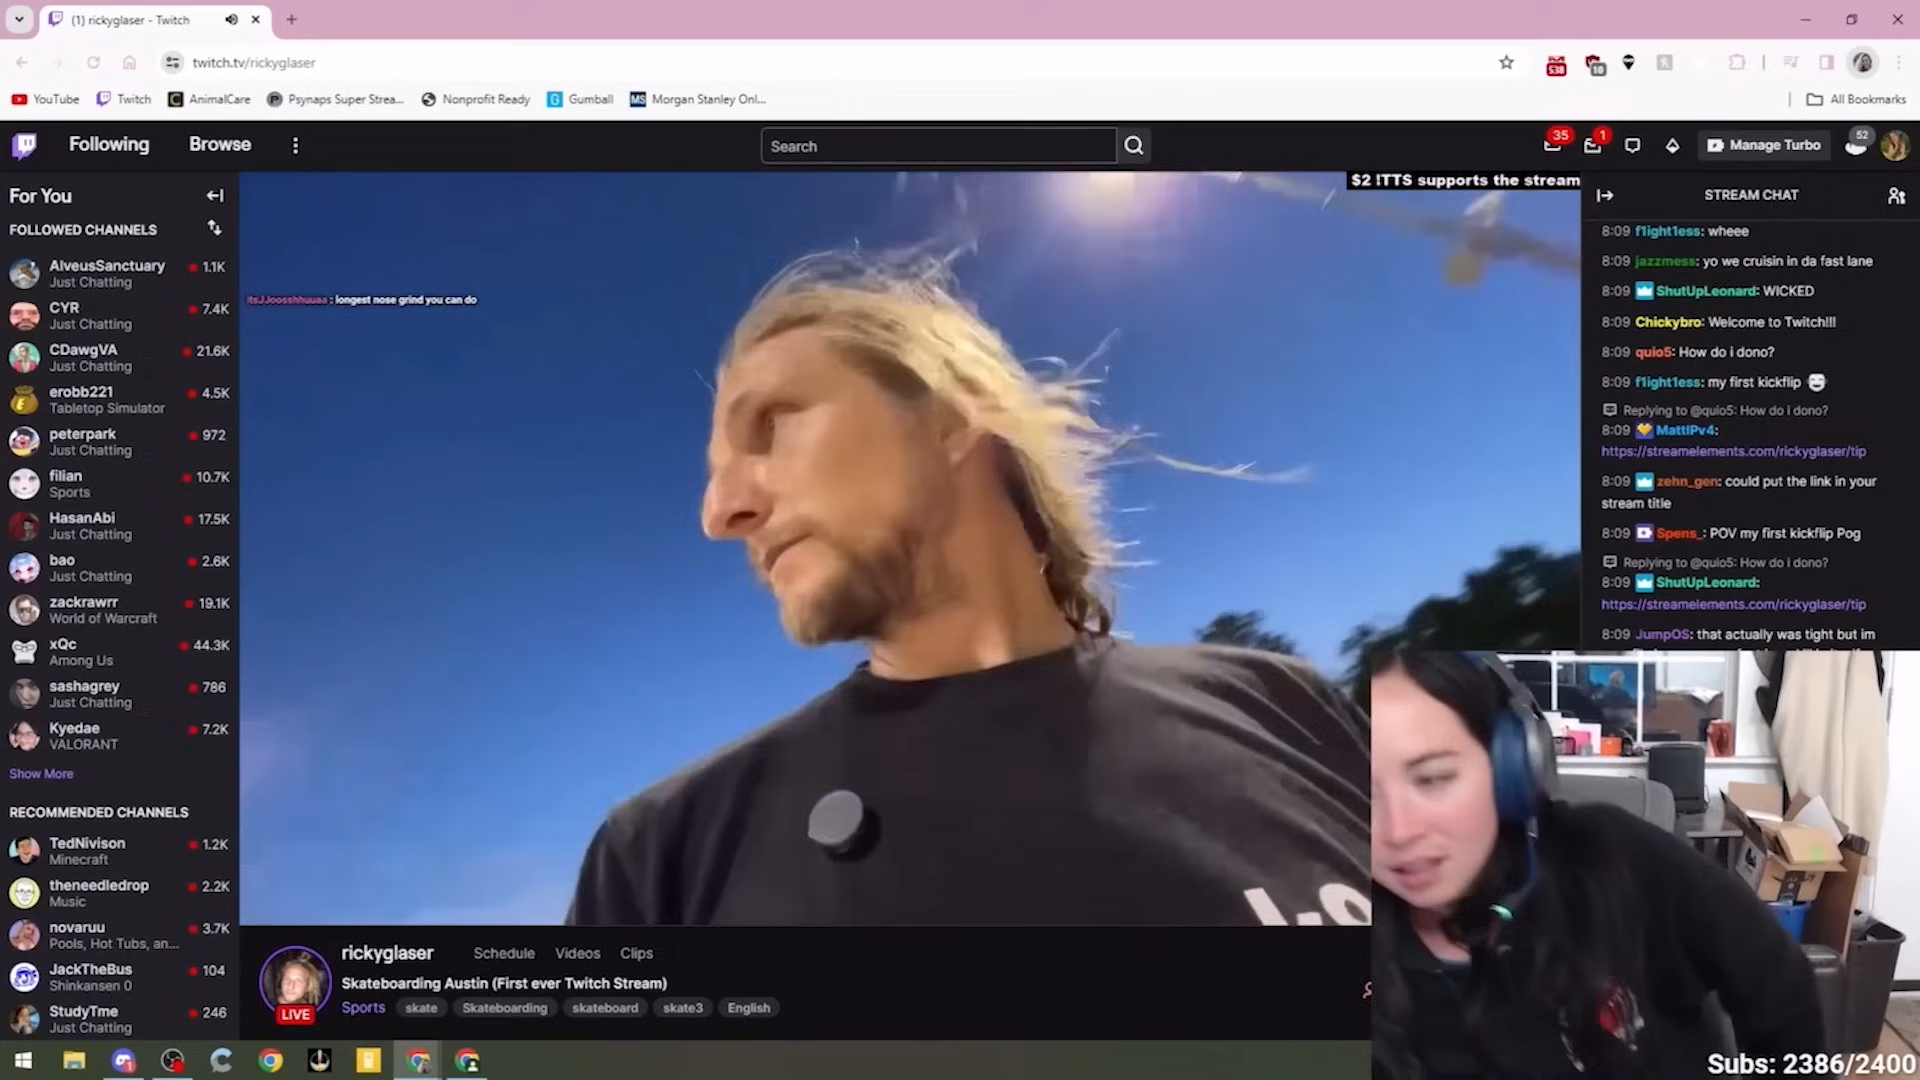 (1) rickyglaser - Twitch
twitch.tv/rickyglaser
538
10
YouTube
Twitch
AnimalCare
Psynaps Super Strea...
Nonprofit Ready
Gumball
Morgan Stanley Onl...
All Bookmarks
Following
Browse
Search
35
1
Manage Turbo
52
For You
FOLLOWED CHANNELS
AlveusSanctuary 1.1K
Just Chatting
CYR 7.4K
Just Chatting
CDawgVA 21.6K
Just Chatting
erobb221 4.5K
Tabletop Simulator
peterpark 972
Just Chatting
filian 10.7K
Sports
HasanAbi 17.5K
Just Chatting
bao 2.6K
Just Chatting
zackrawrr 19.1K
World of Warcraft
xQc 44.3K
Among Us
sashagrey 786
Just Chatting
Kyedae 7.2K
VALORANT
Show More
RECOMMENDED CHANNELS
TedNivison 1.2K
Minecraft
theneedledrop 2.2K
Music
novaruu 3.7K
Pools, Hot Tubs, an...
JackTheBus 104
Shinkansen 0
StudyTme 246
Just Chatting
$2 !TTS supports the stream
itsJJoosshhuuaa : longest nose grind you can do
rickyglaser
Schedule
Videos
Clips
Skateboarding Austin (First ever Twitch Stream)
Sports
skate
Skateboarding
skateboard
skate3
English
LIVE
STREAM CHAT
8:09 f1ight1ess: wheee
8:09 jazzmess: yo we cruisin in da fast lane
8:09 ShutUpLeonard: WICKED
8:09 Chickybro: Welcome to Twitch!!!
8:09 quio5: How do i dono?
8:09 f1ight1ess: my first kickflip
Replying to @quio5: How do i dono?
8:09 MattIPv4:
https://streamelements.com/rickyglaser/tip
8:09 zehn_gen: could put the link in your
stream title
8:09 Spens_: POV my first kickflip Pog
Replying to @quio5: How do i dono?
8:09 ShutUpLeonard:
https://streamelements.com/rickyglaser/tip
8:09 JumpOS: that actually was tight but im
Subs: 2386/2400